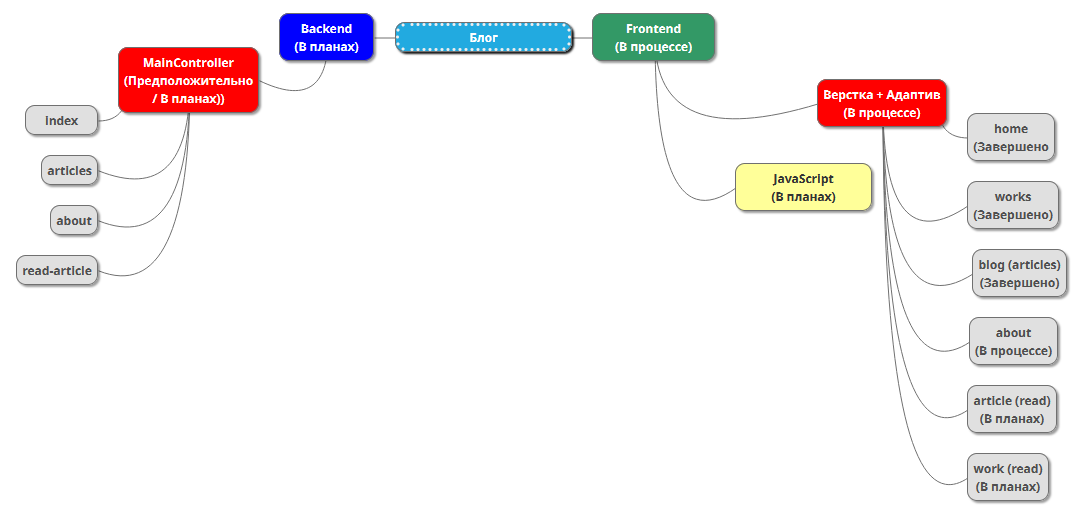 Блог
Backend
(В планах)
MainController
(Предположительно
/ В планах))
index
articles
about
read-article
Frontend
(В процессе)
Верстка + Адаптив
(В процессе)
home
(Завершено
works
(Завершено)
blog (articles)
(Завершено)
about
(В процессе)
article (read)
(В планах)
work (read)
(В планах)
JavaScript
(В планах)